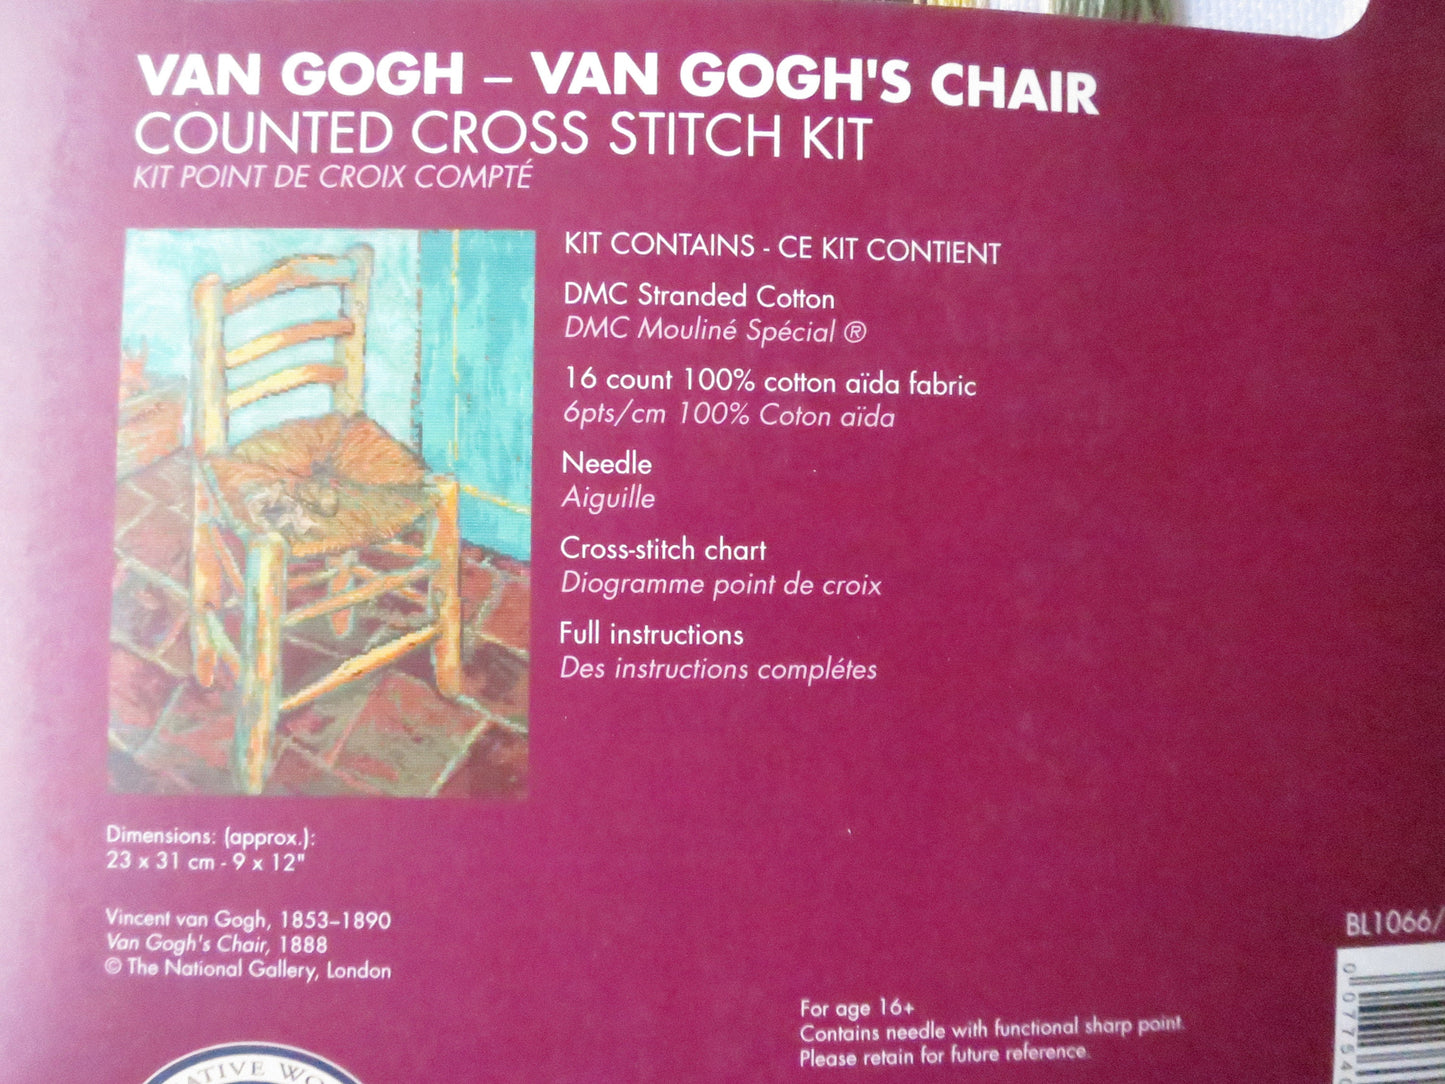 VAN GOGH – VAN GOGH'S CHAIR
COUNTED CROSS STITCH KIT
KIT POINT DE CROIX COMPTÉ
KIT CONTAINS - CE KIT CONTIENT
DMC Stranded Cotton
DMC Mouliné Spécial ®
16 count 100% cotton aïda fabric
6pts/cm 100% Coton aïda
Needle
Aiguille
Cross-stitch chart
Diogramme point de croix
Full instructions
Des instructions complétes
Dimensions: (approx.):
23 x 31 cm - 9 x 12"
Vincent van Gogh, 1853–1890
Van Gogh's Chair, 1888
© The National Gallery, London
BL1066/
For age 16+
Contains needle with functional sharp point.
Please retain for future reference.